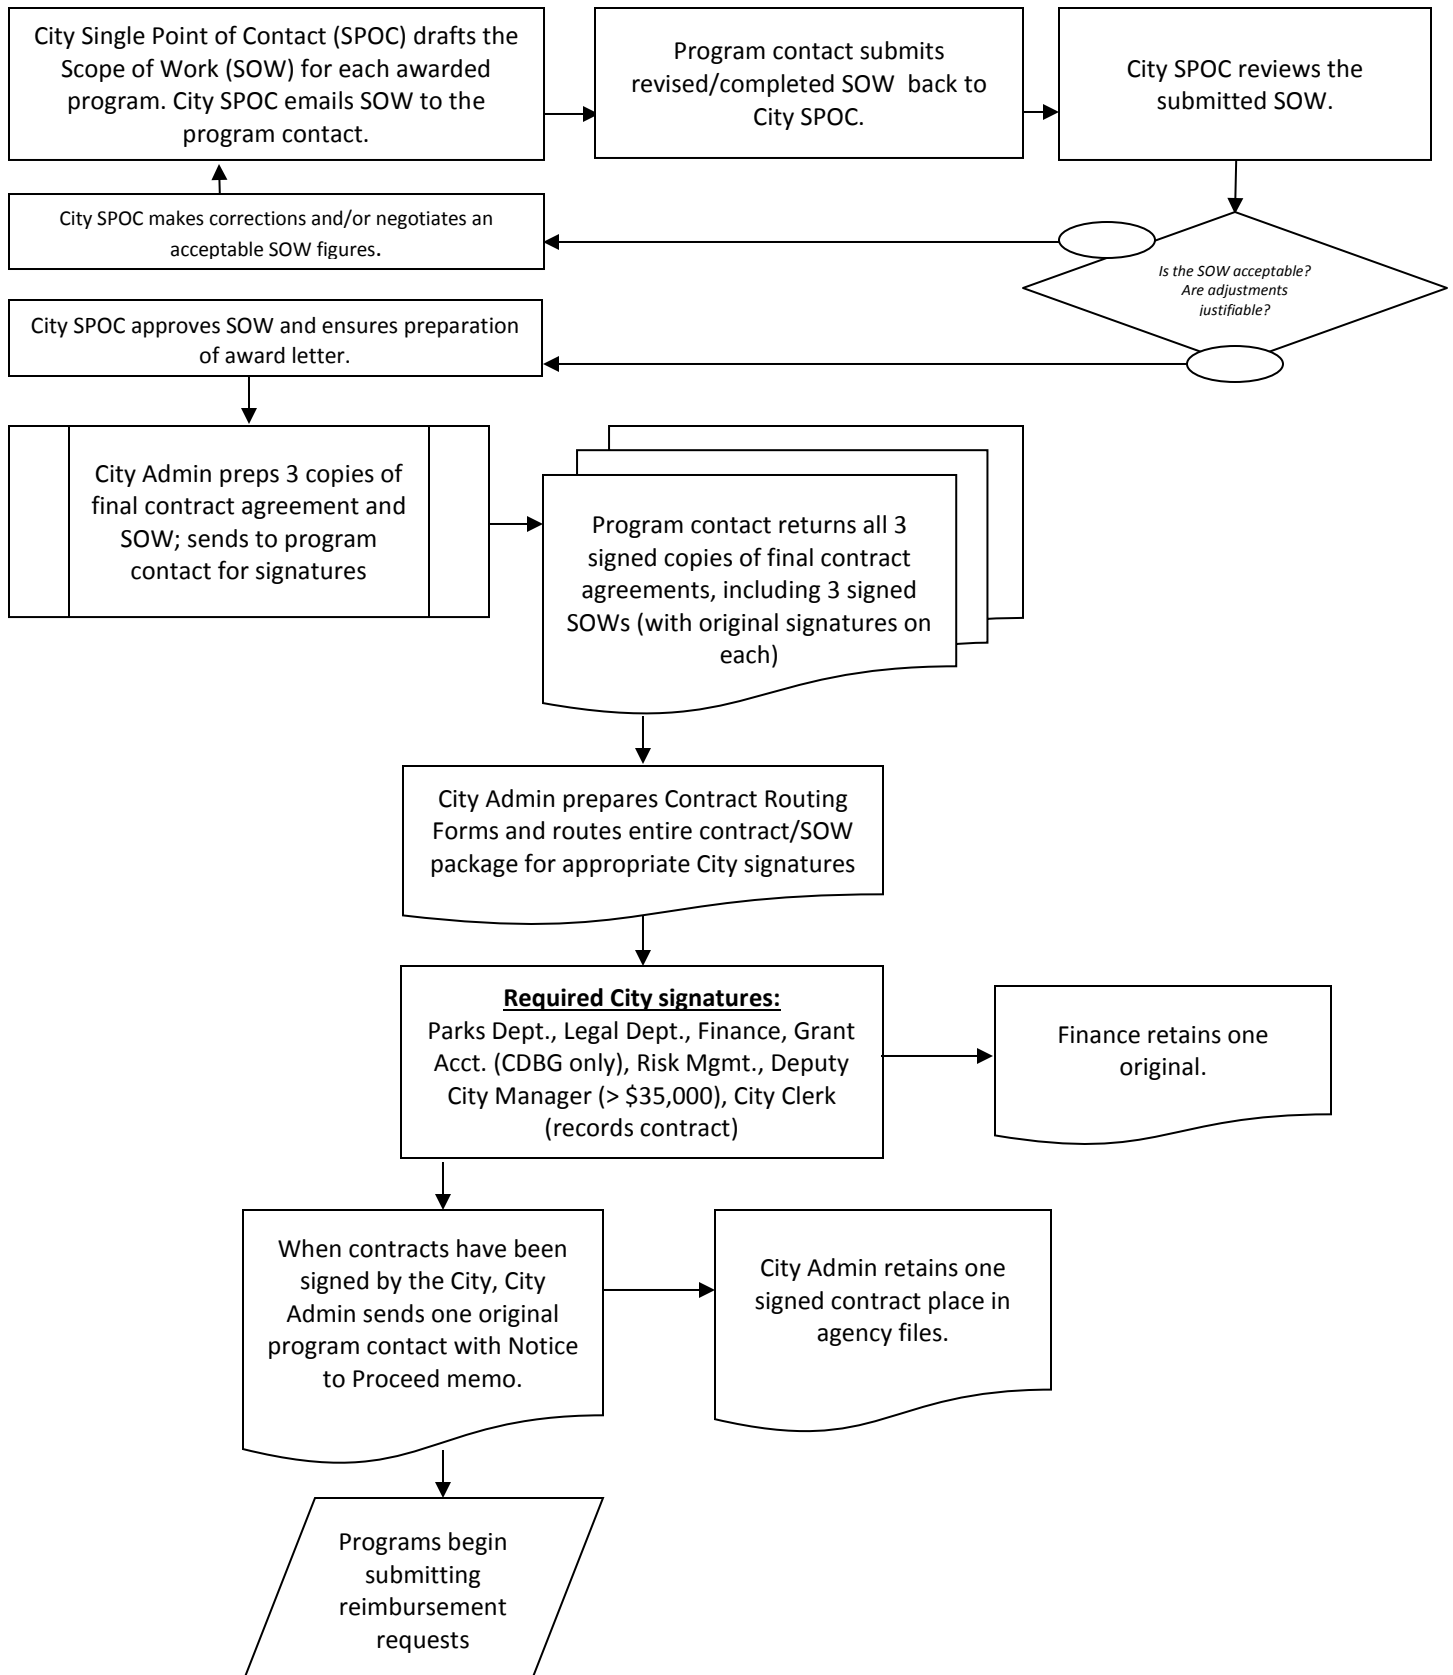 City Single Point of Contact (SPOC) drafts the
Scope of Work (SOW) for each awarded
program. City SPOC emails SOW to the
program contact.
Program contact submits
revised/completed SOW back to
City SPOC.
City SPOC reviews the
submitted SOW.
City SPOC makes corrections and/or negotiates an
acceptable SOW figures.
Is the SOW acceptable?
Are adjustments
justifiable?
City SPOC approves SOW and ensures preparation
of award letter.
City Admin preps 3 copies of
final contract agreement and
SOW; sends to program
contact for signatures
Program contact returns all 3
signed copies of final contract
agreements, including 3 signed
SOWs (with original signatures on
each)
City Admin prepares Contract Routing
Forms and routes entire contract/SOW
package for appropriate City signatures
Required City signatures:
Parks Dept., Legal Dept., Finance, Grant
Acct. (CDBG only), Risk Mgmt., Deputy
City Manager (> $35,000), City Clerk
(records contract)
Finance retains one
original.
When contracts have been
signed by the City, City
Admin sends one original
program contact with Notice
to Proceed memo.
City Admin retains one
signed contract place in
agency files.
Programs begin
submitting
reimbursement
requests